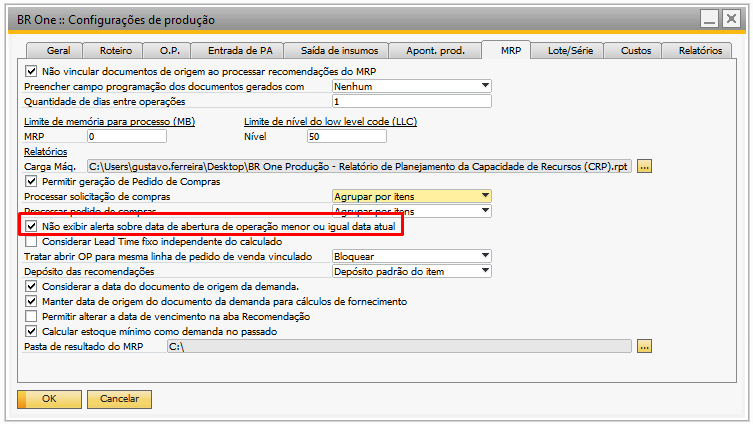 BR One :: Configurações de produção
Geral Roteiro O.P. Entrada de PA Saída de insumos Apont. prod. MRP Lote/Série Custos Relatórios
Não vincular documentos de origem ao processar recomendações do MRP
Preencher campo programação dos documentos gerados com Nenhum
Quantidade de dias entre operações 1
Limite de memória para processo (MB) Limite de nível do low level code (LLC)
MRP 0 Nível 50
Relatórios
Carga Máq. C:\Users\gustavo.ferreira\Desktop\BR One Produção - Relatório de Planejamento da Capacidade de Recursos (CRP).rpt ...
Permitir geração de Pedido de Compras
Processar solicitação de compras Agrupar por itens
Processar pedido de compras Agrupar por itens
Não exibir alerta sobre data de abertura de operação menor ou igual data atual
Considerar Lead Time fixo independente do calculado
Tratar abrir OP para mesma linha de pedido de venda vinculado Bloquear
Depósito das recomendações Depósito padrão do item
Considerar a data do documento de origem da demanda.
Manter data de origem do documento da demanda para cálculos de fornecimento
Permitir alterar a data de vencimento na aba Recomendação
Calcular estoque mínimo como demanda no passado
Pasta de resultado do MRP C:\ ...
OK Cancelar